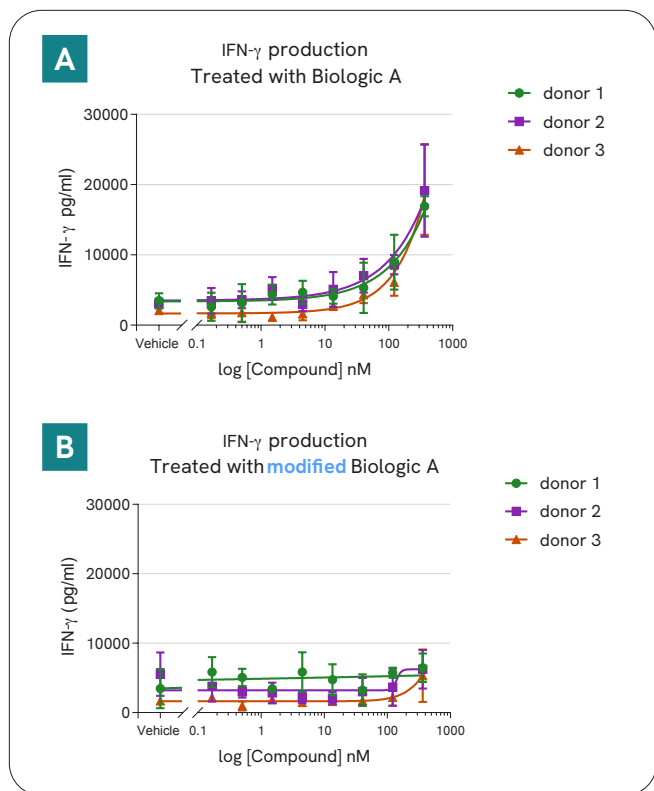 A
IFN-γ production
Treated with Biologic A
30000
20000
10000
0
IFN-γ pg/ml
Vehicle
0.1
1
10
100
1000
log [Compound] nM
donor 1
donor 2
donor 3
B
IFN-γ production
Treated with modified Biologic A
30000
20000
10000
0
IFN-γ (pg/ml)
Vehicle
0.1
1
10
100
1000
log [Compound] nM
donor 1
donor 2
donor 3